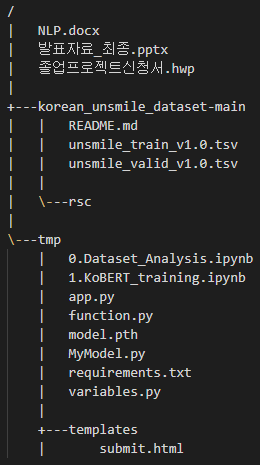 /
|   NLP.docx
|   발표자료_최종.pptx
|   졸업프로젝트신청서.hwp
|
+---korean_unsmile_dataset-main
|   |   README.md
|   |   unsmile_train_v1.0.tsv
|   |   unsmile_valid_v1.0.tsv
|   |
|   \---rsc
|
\---tmp
    |   0.Dataset_Analysis.ipynb
    |   1.KoBERT_training.ipynb
    |   app.py
    |   function.py
    |   model.pth
    |   MyModel.py
    |   requirements.txt
    |   variables.py
    |
    +---templates
    |       submit.html